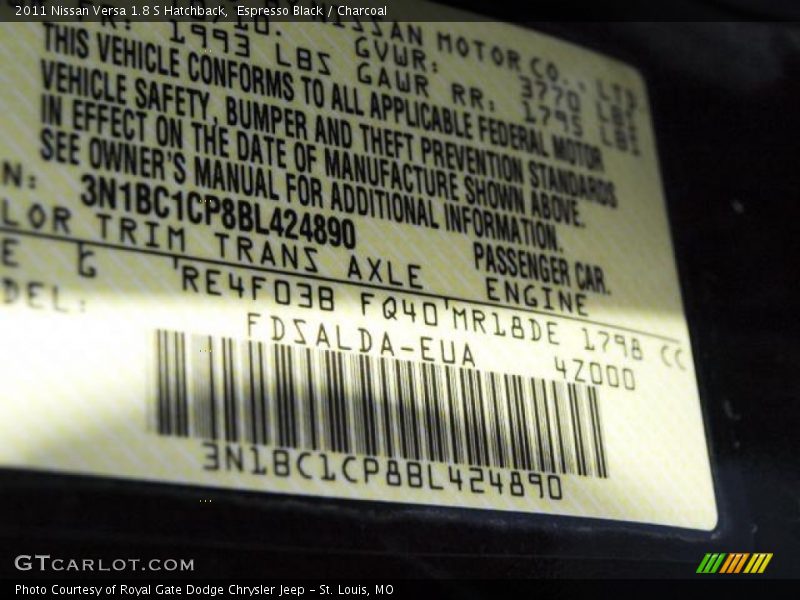 2011 Nissan Versa 1.8 S Hatchback, Espresso Black / Charcoal
NISSAN MOTOR CO., LTD
1993 LBS GVWR: 3770 LBS
GAWR RR: 1795 LBS
THIS VEHICLE CONFORMS TO ALL APPLICABLE FEDERAL MOTOR
VEHICLE SAFETY, BUMPER AND THEFT PREVENTION STANDARDS
IN EFFECT ON THE DATE OF MANUFACTURE SHOWN ABOVE.
SEE OWNER'S MANUAL FOR ADDITIONAL INFORMATION.
N: 3N1BC1CP8BL424890 PASSENGER CAR.
LOR TRIM TRANS AXLE ENGINE
E G RE4F03B FQ40 MR18DE 1798 CC
DEL: FDSALDA-EUA 4Z000
3N1BC1CP8BL424890
GTCARLOT.COM
Photo Courtesy of Royal Gate Dodge Chrysler Jeep - St. Louis, MO